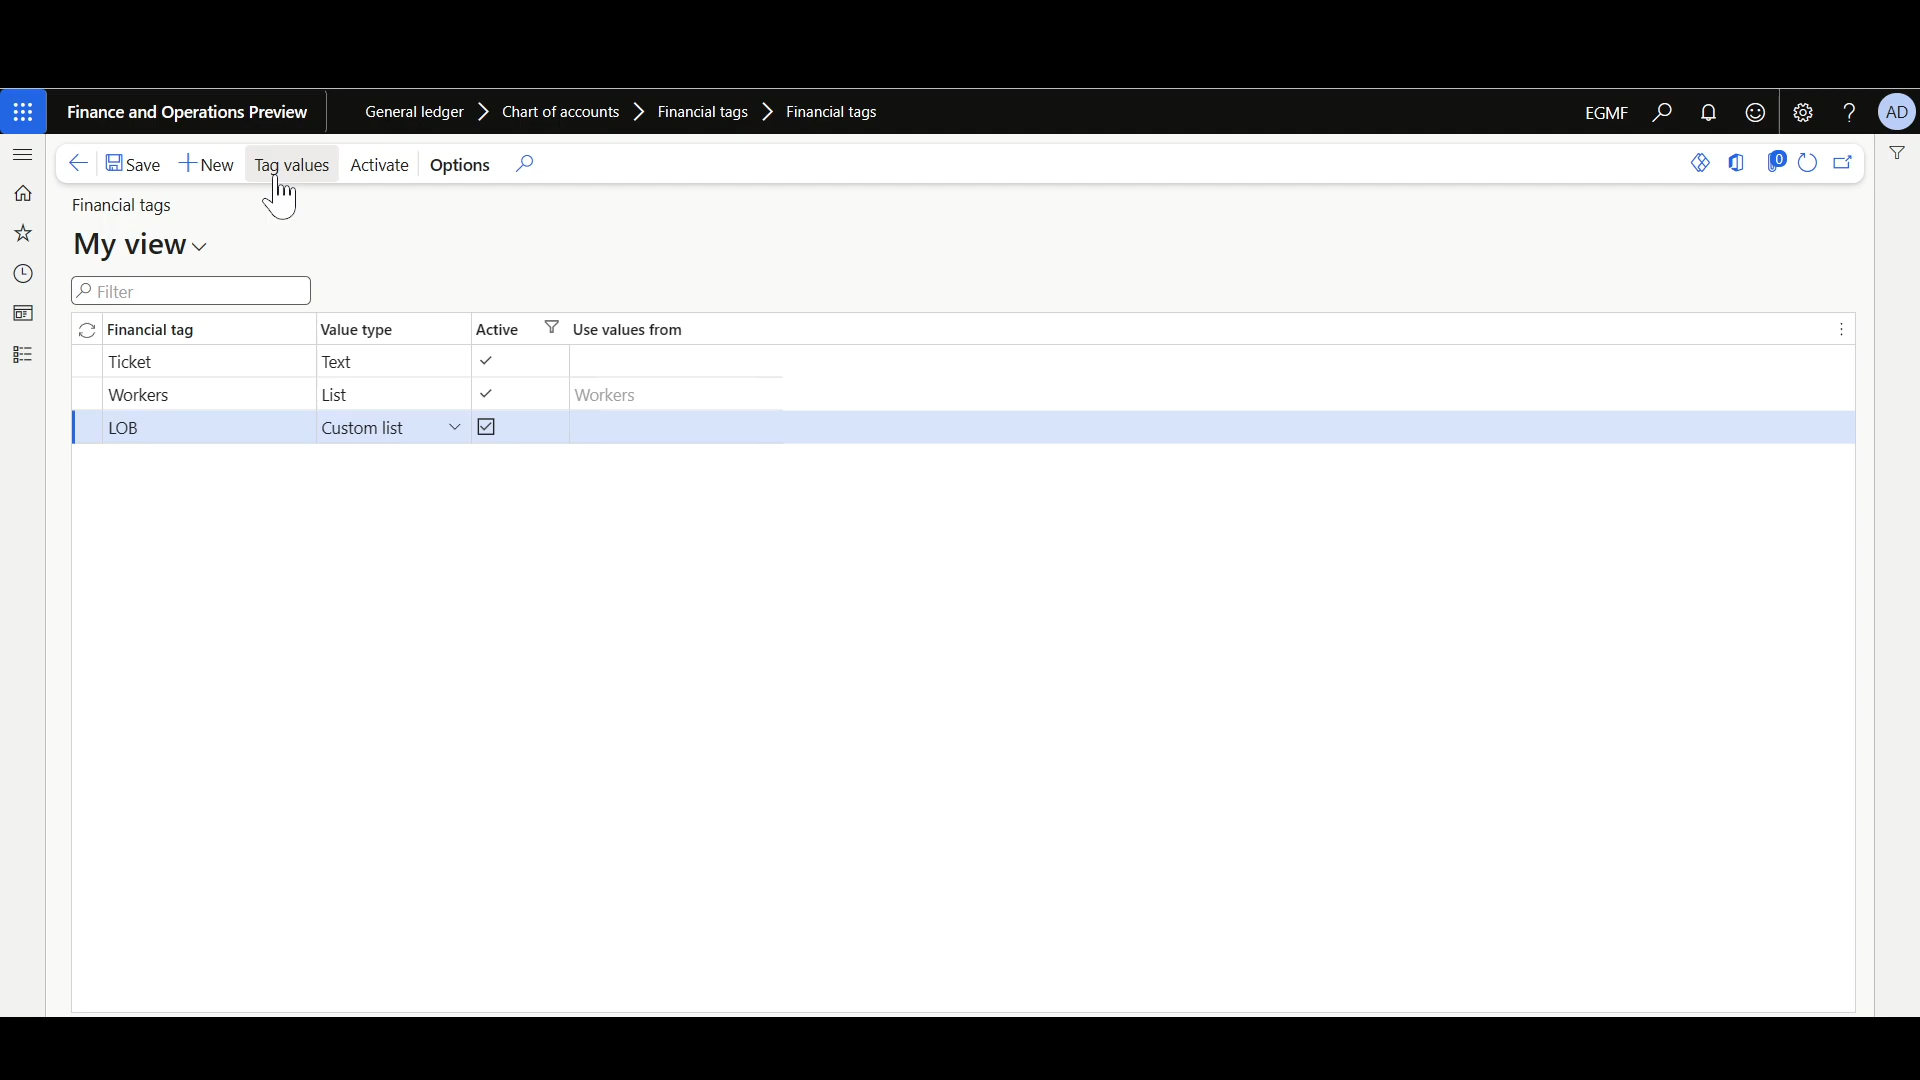 Finance and Operations Preview General ledger Chart of accounts Financial tags Financial tags EGMF AD
Save New Tag values Activate Options 0
Financial tags
My view
Filter
Financial tag Value type Active Use values from
Ticket Text
Workers List Workers
LOB Custom list